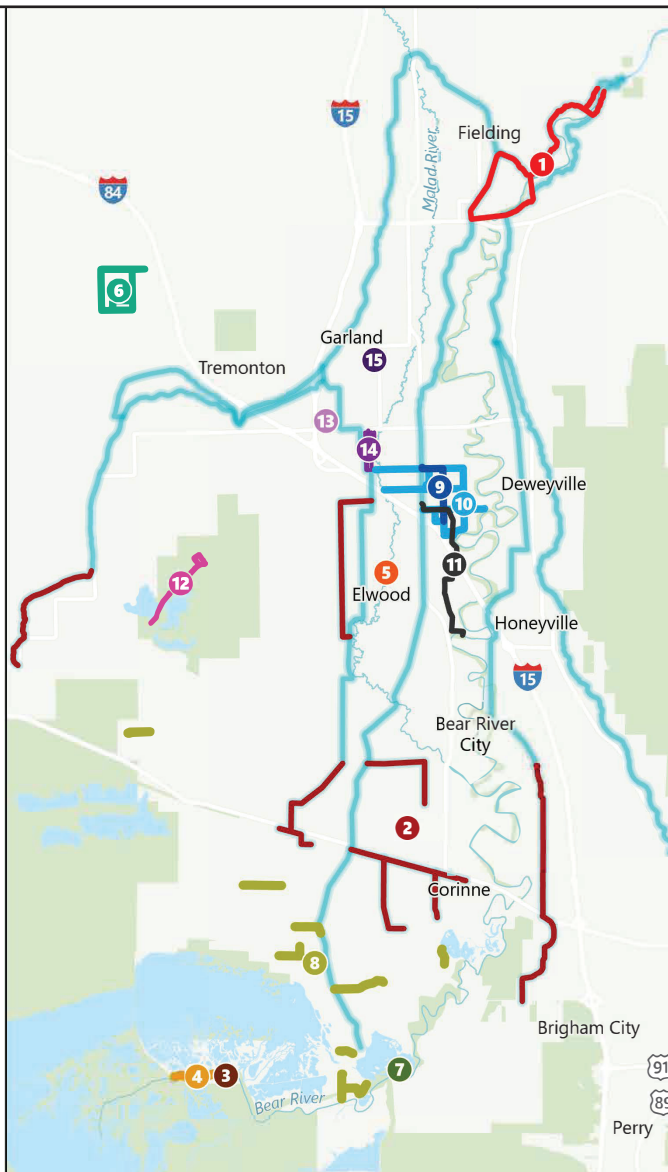 15
Fielding
Malad River
1
84
6
Garland
Tremonton
15
13
14
Deweyville
9
10
11
5
12
Elwood
Honeyville
15
Bear River
City
2
Corinne
8
Brigham City
7
4
3
91
Bear River
89
Perry